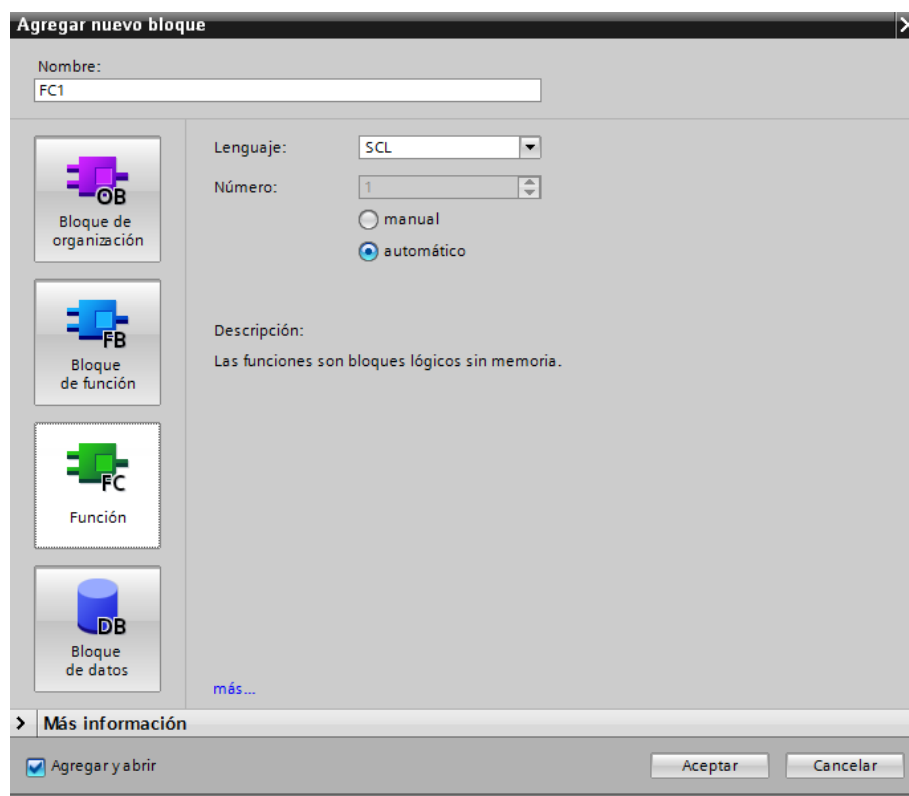 Agregar nuevo bloque
Nombre:
FC1
OB
Bloque de
organización
FB
Bloque
de función
FC
Función
DB
Bloque
de datos
Lenguaje:
SCL
Número:
1
manual
automático
Descripción:
Las funciones son bloques lógicos sin memoria.
más...
Más información
Agregar y abrir
Aceptar
Cancelar